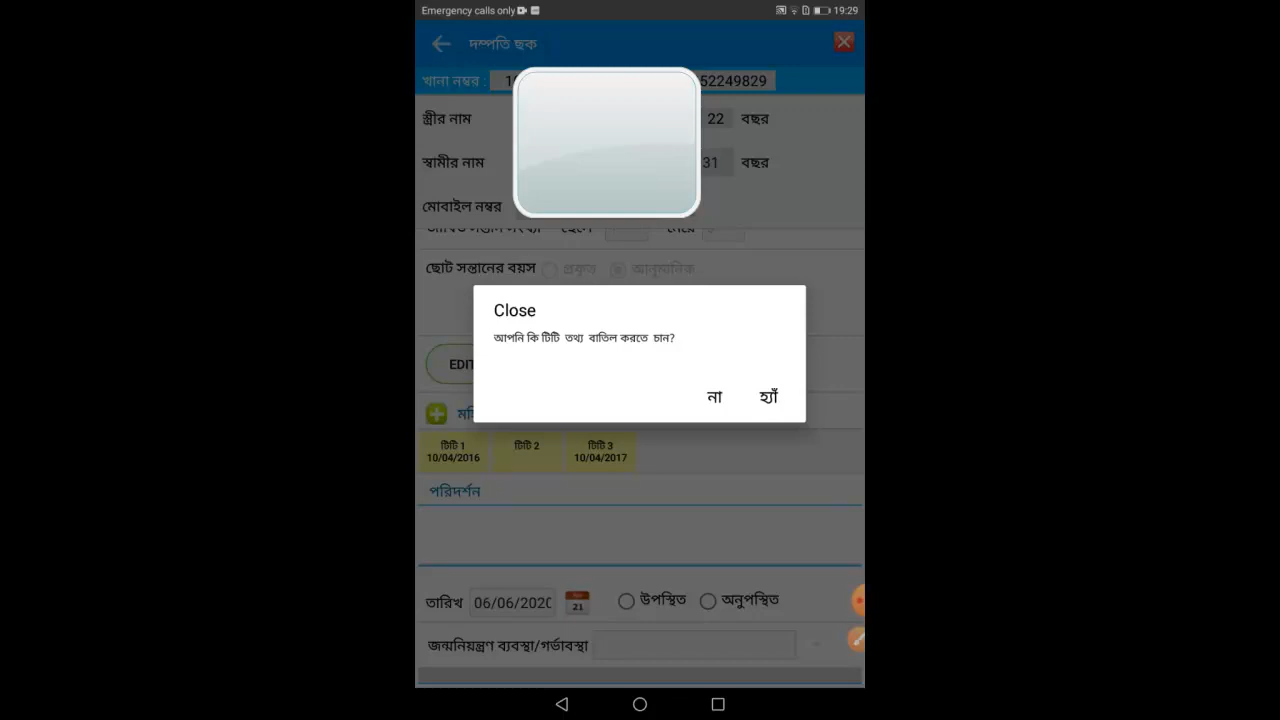 Emergency calls only 19:29
দম্পতি ছক
খানা নম্বর : 52249829
স্ত্রীর নাম 22 বছর
স্বামীর নাম 31 বছর
মোবাইল নম্বর
ছোট সন্তানের বয়স প্রকৃত আনুমানিক
Close
আপনি কি টিটি তথ্য বাতিল করতে চান?
না হ্যাঁ
টিটি 1 টিটি 2 টিটি 3
10/04/2016 10/04/2017
পরিদর্শন
তারিখ 06/06/2020 21 উপস্থিত অনুপস্থিত
জন্মনিয়ন্ত্রণ ব্যবস্থা/গর্ভাবস্থা